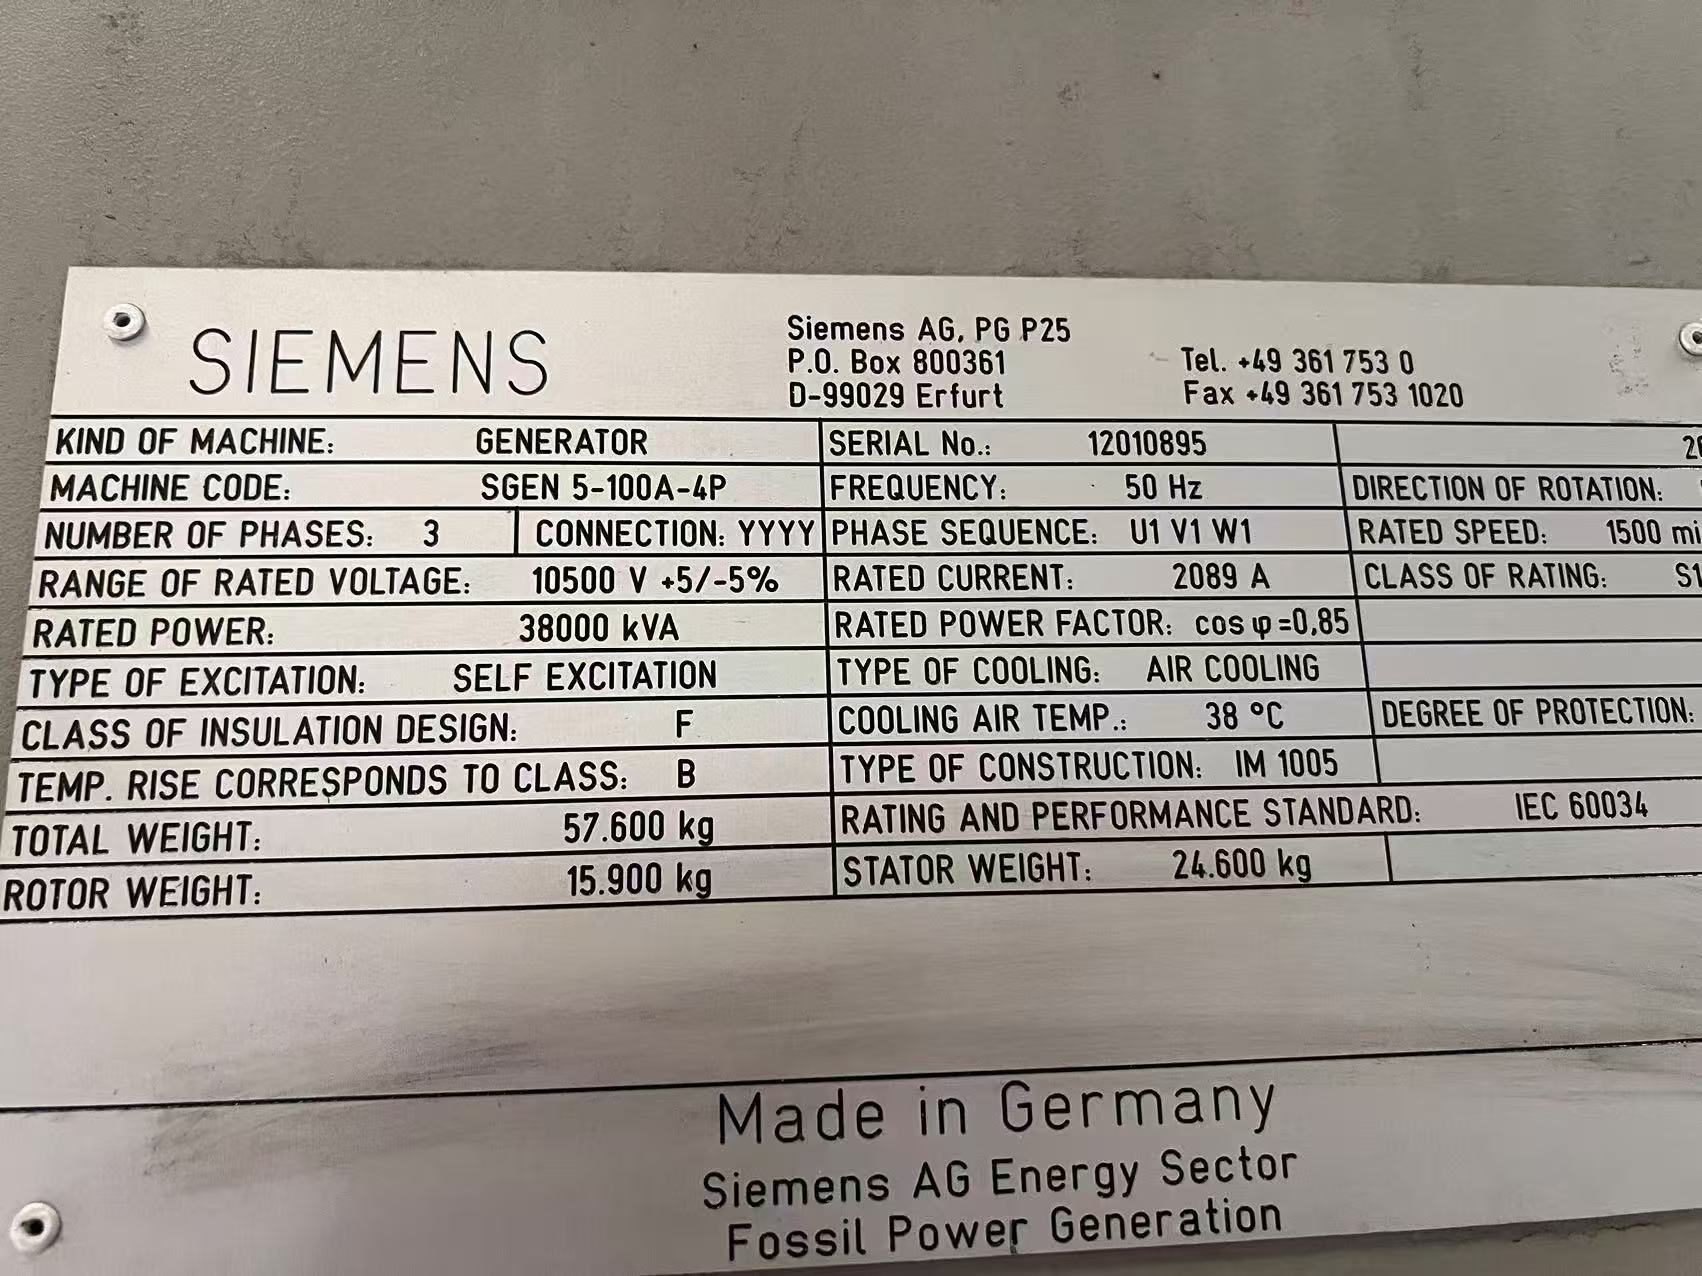 SIEMENS
Siemens AG, PG P25
P.O. Box 800361
D-99029 Erfurt
Tel. +49 361 753 0
Fax +49 361 753 1020
KIND OF MACHINE: GENERATOR SERIAL No.: 12010895
MACHINE CODE: SGEN 5-100A-4P FREQUENCY: 50 Hz DIRECTION OF ROTATION:
NUMBER OF PHASES: 3 CONNECTION: YYYY PHASE SEQUENCE: U1 V1 W1 RATED SPEED: 1500 mi
RANGE OF RATED VOLTAGE: 10500 V +5/-5% RATED CURRENT: 2089 A CLASS OF RATING: S1
RATED POWER: 38000 kVA RATED POWER FACTOR: cos φ=0,85
TYPE OF EXCITATION: SELF EXCITATION TYPE OF COOLING: AIR COOLING
CLASS OF INSULATION DESIGN: F COOLING AIR TEMP.: 38 °C DEGREE OF PROTECTION:
TEMP. RISE CORRESPONDS TO CLASS: B TYPE OF CONSTRUCTION: IM 1005
TOTAL WEIGHT: 57.600 kg RATING AND PERFORMANCE STANDARD: IEC 60034
ROTOR WEIGHT: 15.900 kg STATOR WEIGHT: 24.600 kg
Made in Germany
Siemens AG Energy Sector
Fossil Power Generation